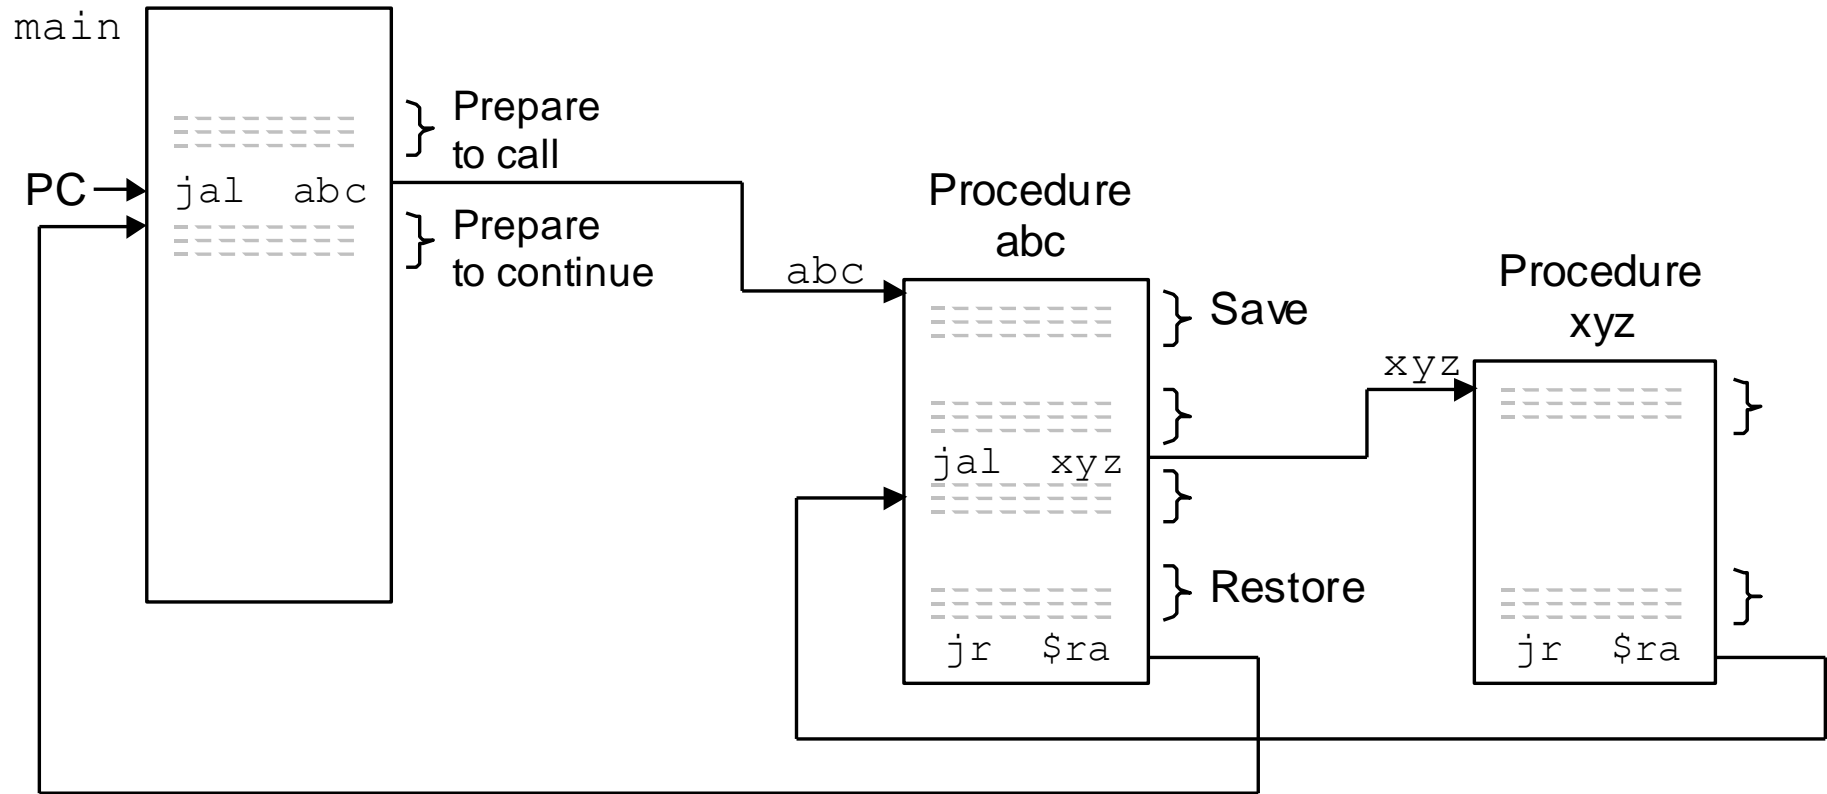 main
Prepare
to call
PC
jal abc
Prepare
to continue
abc
Procedure
abc
Save
jal xyz
Restore
jr $ra
xyz
Procedure
xyz
jr $ra